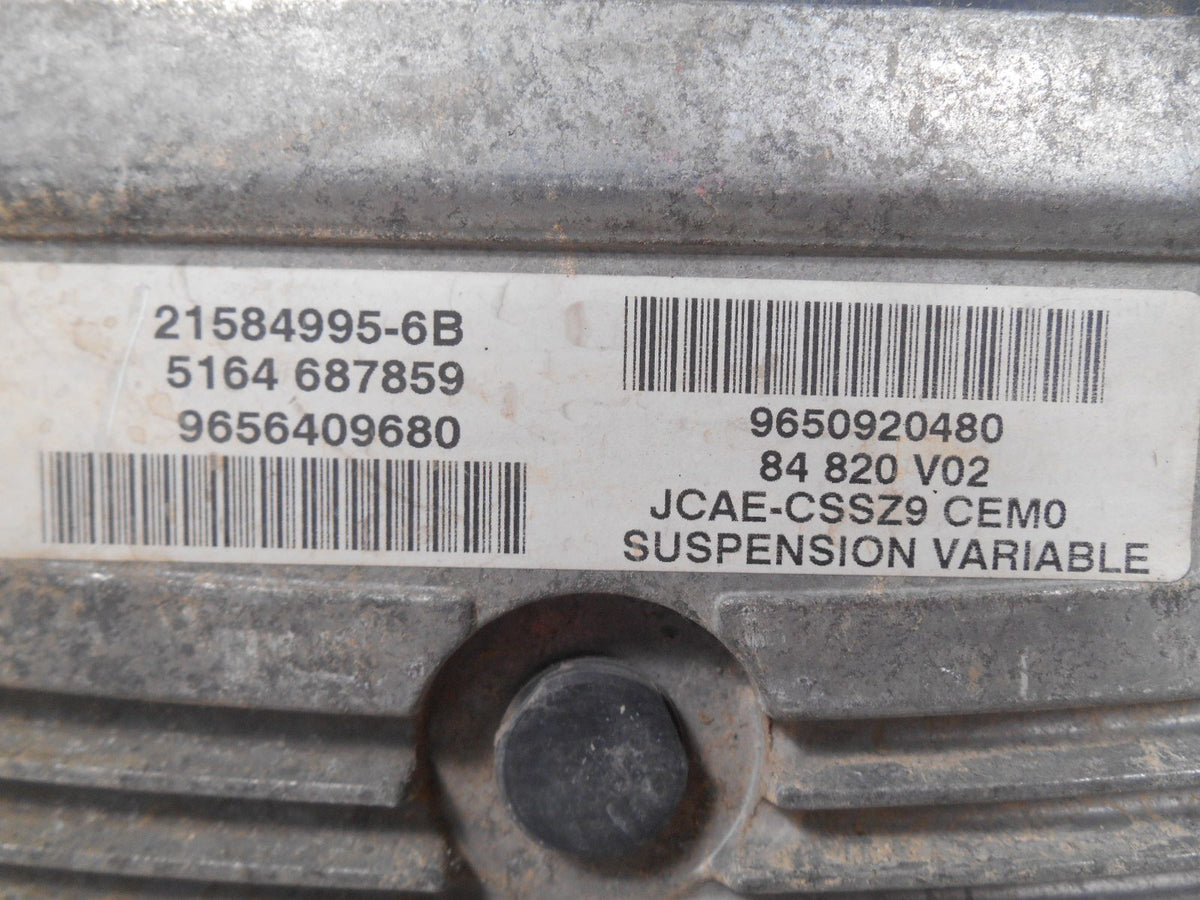 21584995-6B
5164 687859
9656409680
9650920480
84 820 V02
JCAE-CSSZ9 CEM0
SUSPENSION VARIABLE